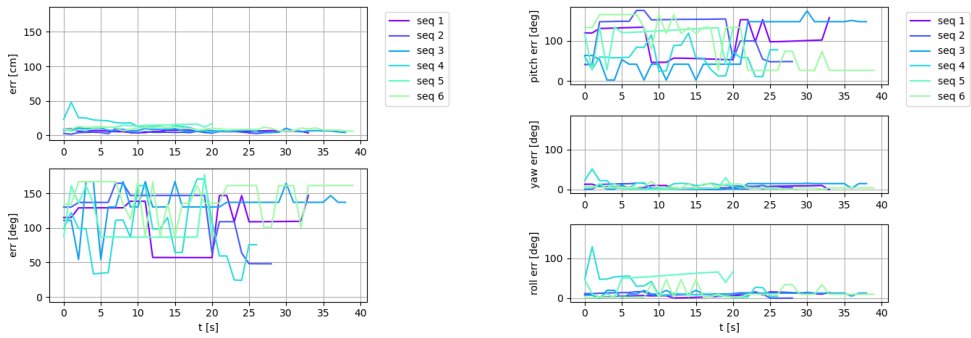 err [cm]
150
100
50
0
0 5 10 15 20 25 30 35 40
seq 1
seq 2
seq 3
seq 4
seq 5
seq 6
err [deg]
150
100
50
0
0 5 10 15 20 25 30 35 40
t [s]
pitch err [deg]
100
0
0 5 10 15 20 25 30 35 40
seq 1
seq 2
seq 3
seq 4
seq 5
seq 6
yaw err [deg]
100
0
0 5 10 15 20 25 30 35 40
roll err [deg]
100
0
0 5 10 15 20 25 30 35 40
t [s]